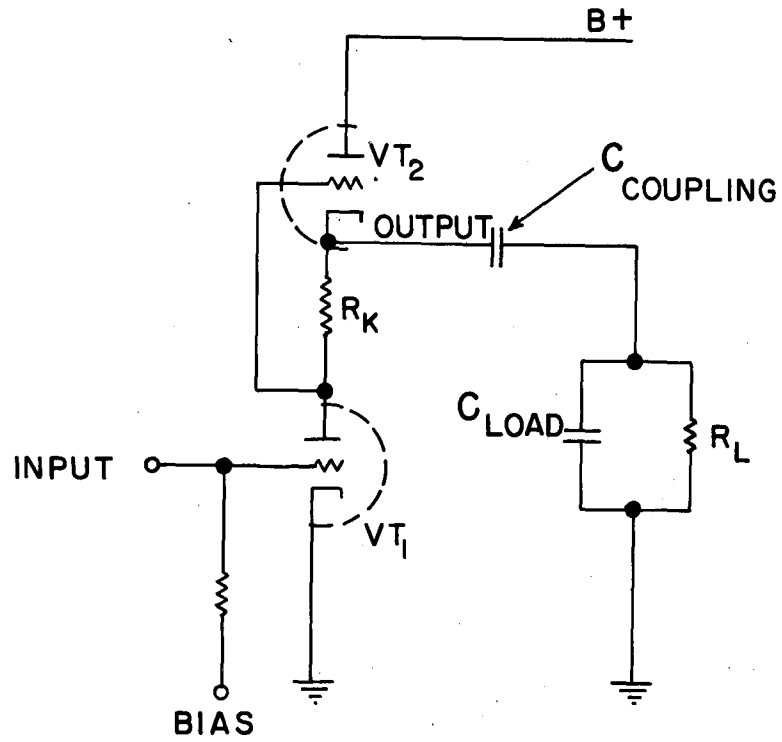 B+
VT2
C COUPLING
OUTPUT
RK
C LOAD
RL
INPUT
VT1
BIAS